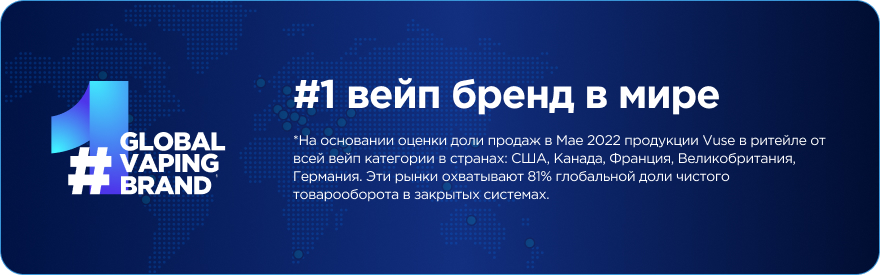 #1 вейп бренд в мире
*На основании оценки доли продаж в Мае 2022 продукции Vuse в ритейле от
всей вейп категории в странах: США, Канада, Франция, Великобритания,
Германия. Эти рынки охватывают 81% глобальной доли чистого
товарооборота в закрытых системах.
#1
GLOBAL
VAPING
BRAND